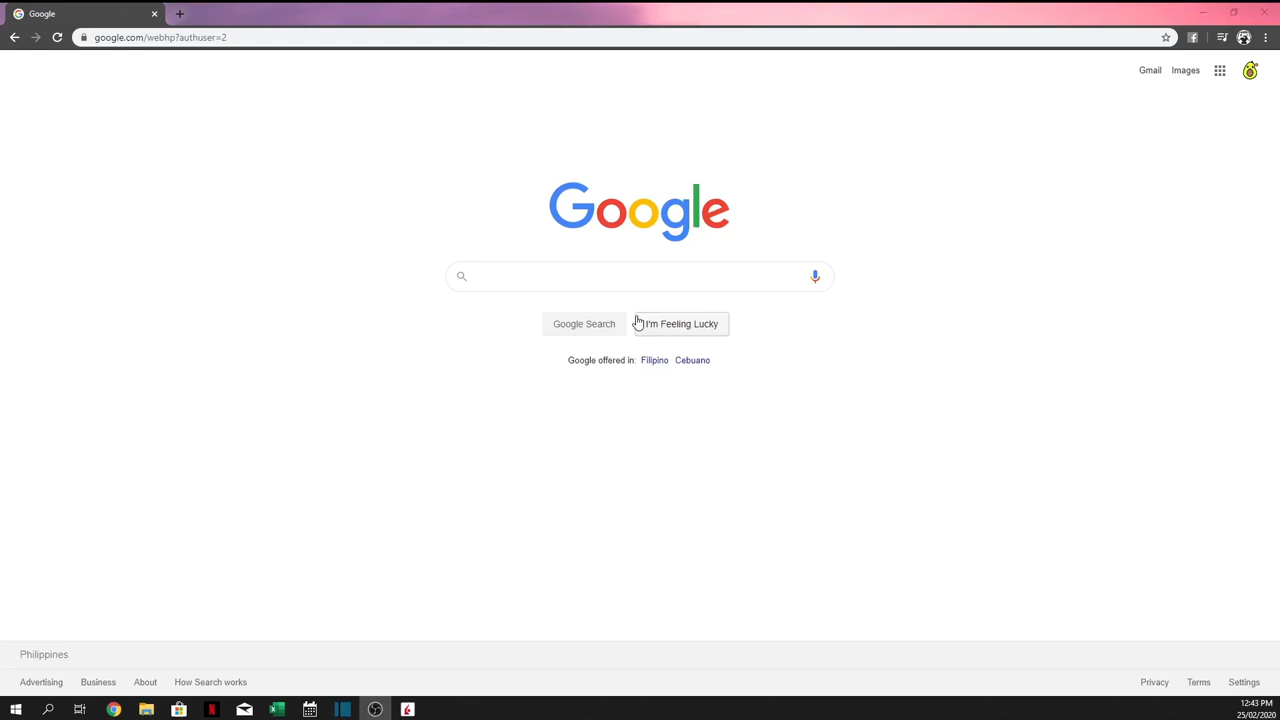 Google
google.com/webhp?authuser=2
Gmail Images
Google
Google Search I'm Feeling Lucky
Google offered in: Filipino Cebuano
Philippines
Advertising Business About How Search works Privacy Terms Settings
12:43 PM
25/02/2020